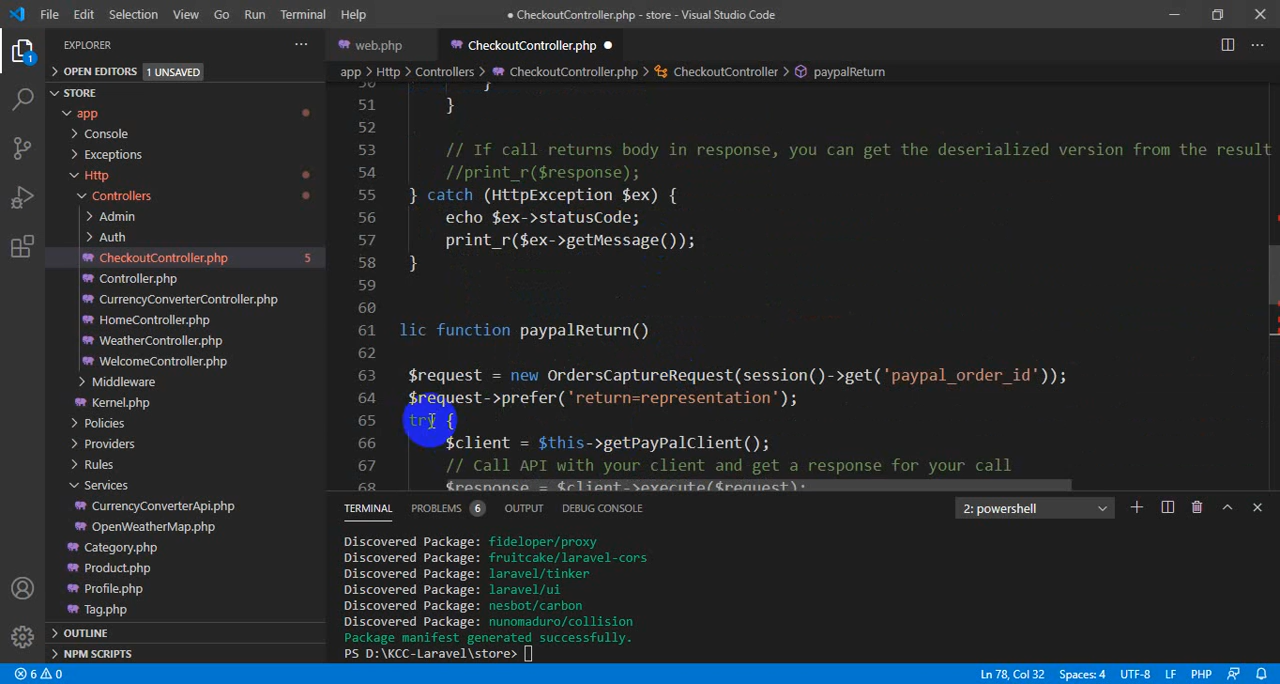 File Edit Selection View Go Run Terminal Help ● CheckoutController.php - store - Visual Studio Code
EXPLORER ···
web.php CheckoutController.php ●
1
OPEN EDITORS 1 UNSAVED
app > Http > Controllers > CheckoutController.php > CheckoutController > paypalReturn
STORE
app
Console
Exceptions
Http
Controllers
Admin
Auth
CheckoutController.php 5
Controller.php
CurrencyConverterController.php
HomeController.php
WeatherController.php
WelcomeController.php
Middleware
Kernel.php
Policies
Providers
Rules
Services
CurrencyConverterApi.php
OpenWeatherMap.php
Category.php
Product.php
Profile.php
Tag.php
OUTLINE
NPM SCRIPTS
50 }
51 }
52
53 // If call returns body in response, you can get the deserialized version from the result
54 //print_r($response);
55 } catch (HttpException $ex) {
56 echo $ex->statusCode;
57 print_r($ex->getMessage());
58 }
59
60
61 lic function paypalReturn()
62
63 $request = new OrdersCaptureRequest(session()->get('paypal_order_id'));
64 $request->prefer('return=representation');
65 try {
66 $client = $this->getPayPalClient();
67 // Call API with your client and get a response for your call
68 $response = $client->execute($request);
TERMINAL PROBLEMS 6 OUTPUT DEBUG CONSOLE 2: powershell
Discovered Package: fideloper/proxy
Discovered Package: fruitcake/laravel-cors
Discovered Package: laravel/tinker
Discovered Package: laravel/ui
Discovered Package: nesbot/carbon
Discovered Package: nunomaduro/collision
Package manifest generated successfully.
PS D:\KCC-Laravel\store>
6 0 Ln 78, Col 32 Spaces: 4 UTF-8 LF PHP